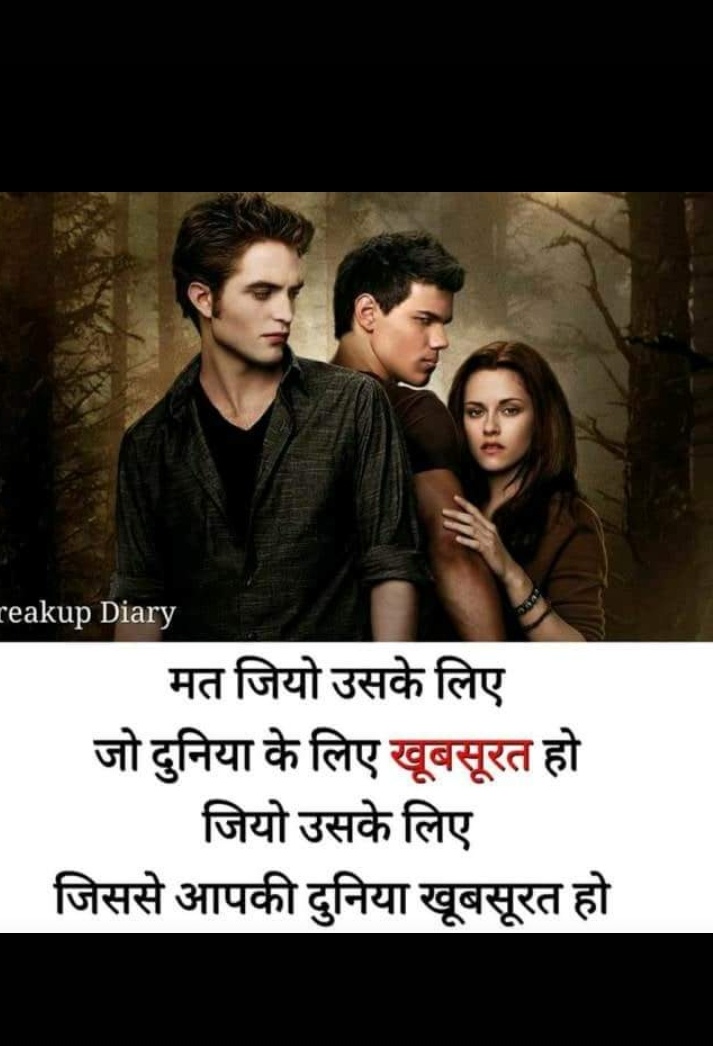 reakup Diary
मत जियो उसके लिए
जो दुनिया के लिए खूबसूरत हो
जियो उसके लिए
जिससे आपकी दुनिया खूबसूरत हो